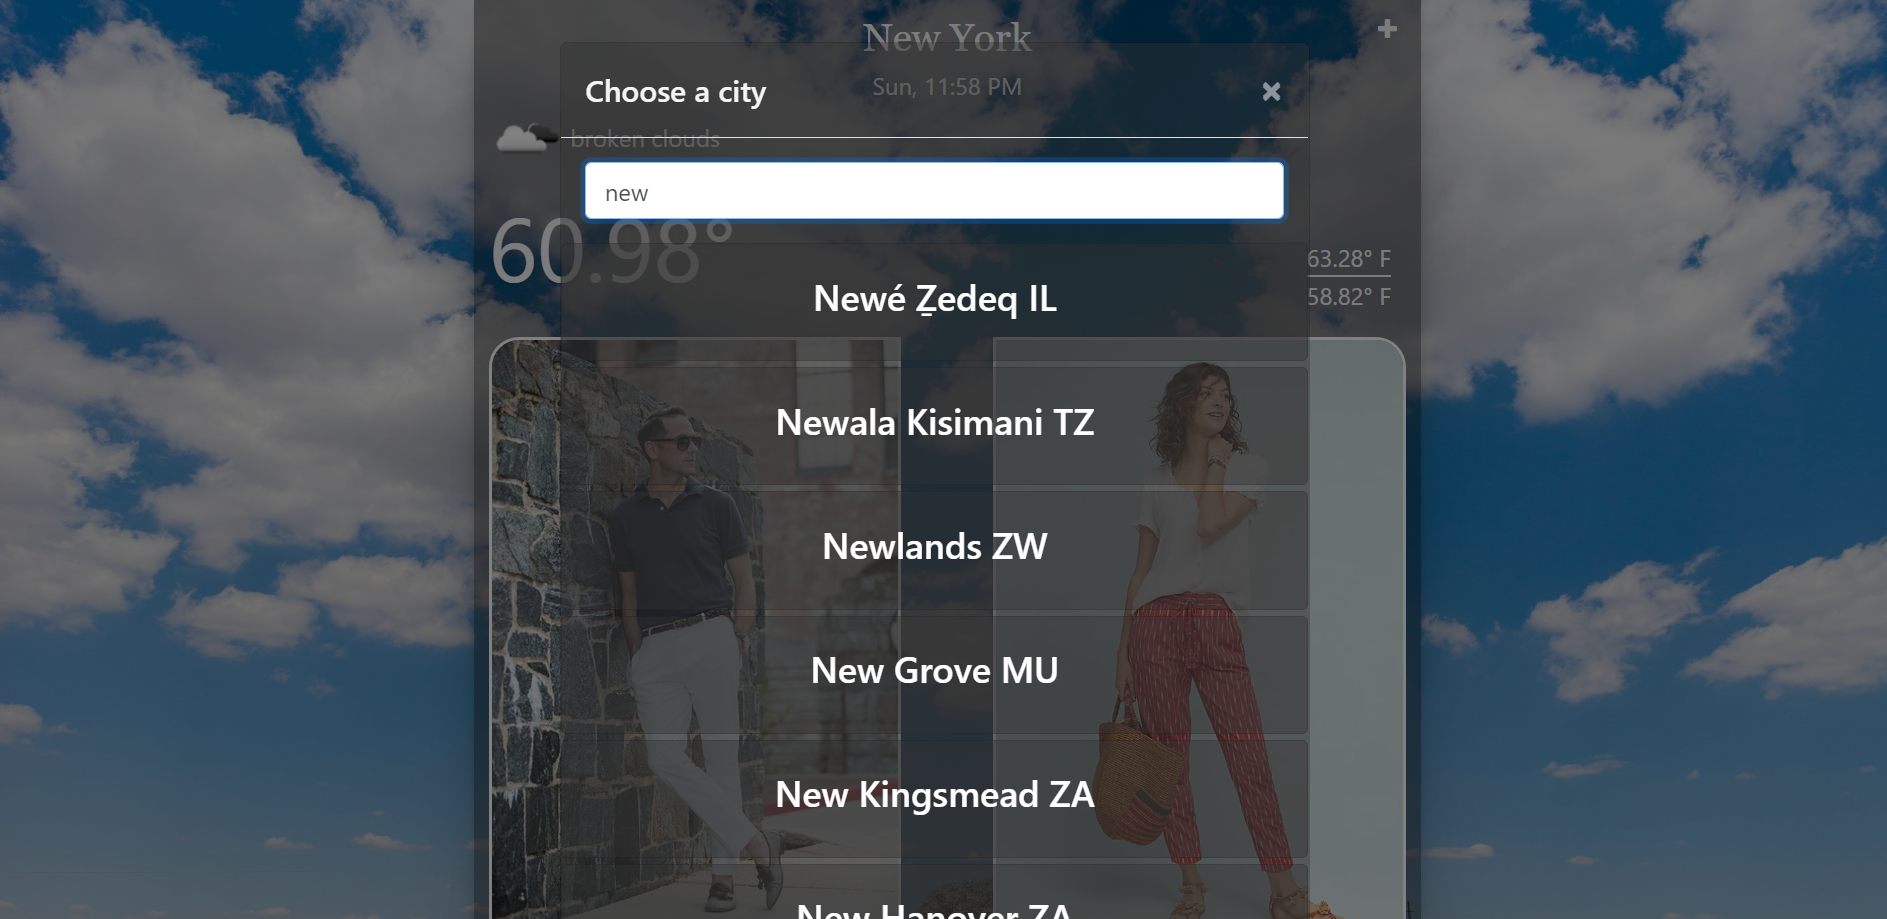 New York
Sun, 11:58 PM
Choose a city ×
broken clouds
new
60.98°
63.28° F
58.82° F
Newé Ẕedeq IL
Newala Kisimani TZ
Newlands ZW
New Grove MU
New Kingsmead ZA
New Hanover ZA